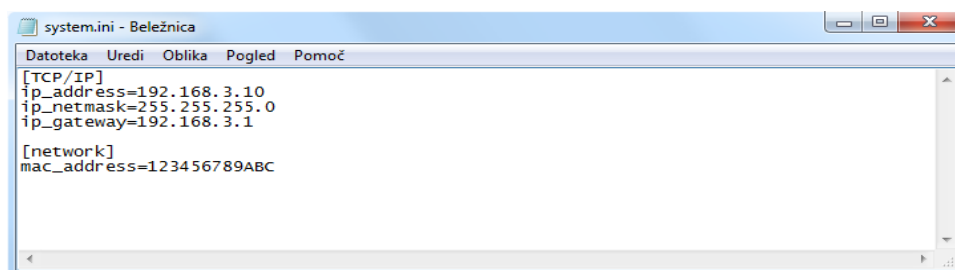 system.ini - Beležnica
Datoteka Uredi Oblika Pogled Pomoč
[TCP/IP]
ip_address=192.168.3.10
ip_netmask=255.255.255.0
ip_gateway=192.168.3.1
[network]
mac_address=123456789ABC